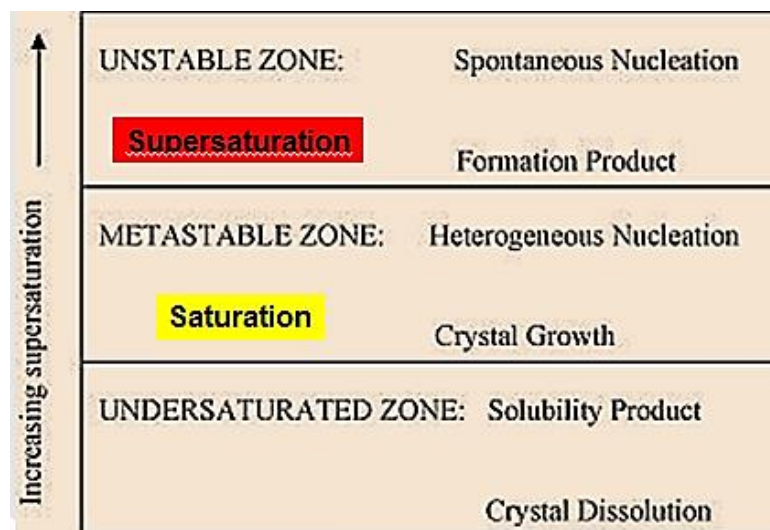 UNSTABLE ZONE: Spontaneous Nucleation
Supersaturation
Formation Product
METASTABLE ZONE: Heterogeneous Nucleation
Saturation
Crystal Growth
UNDERSATURATED ZONE: Solubility Product
Crystal Dissolution
Increasing supersaturation